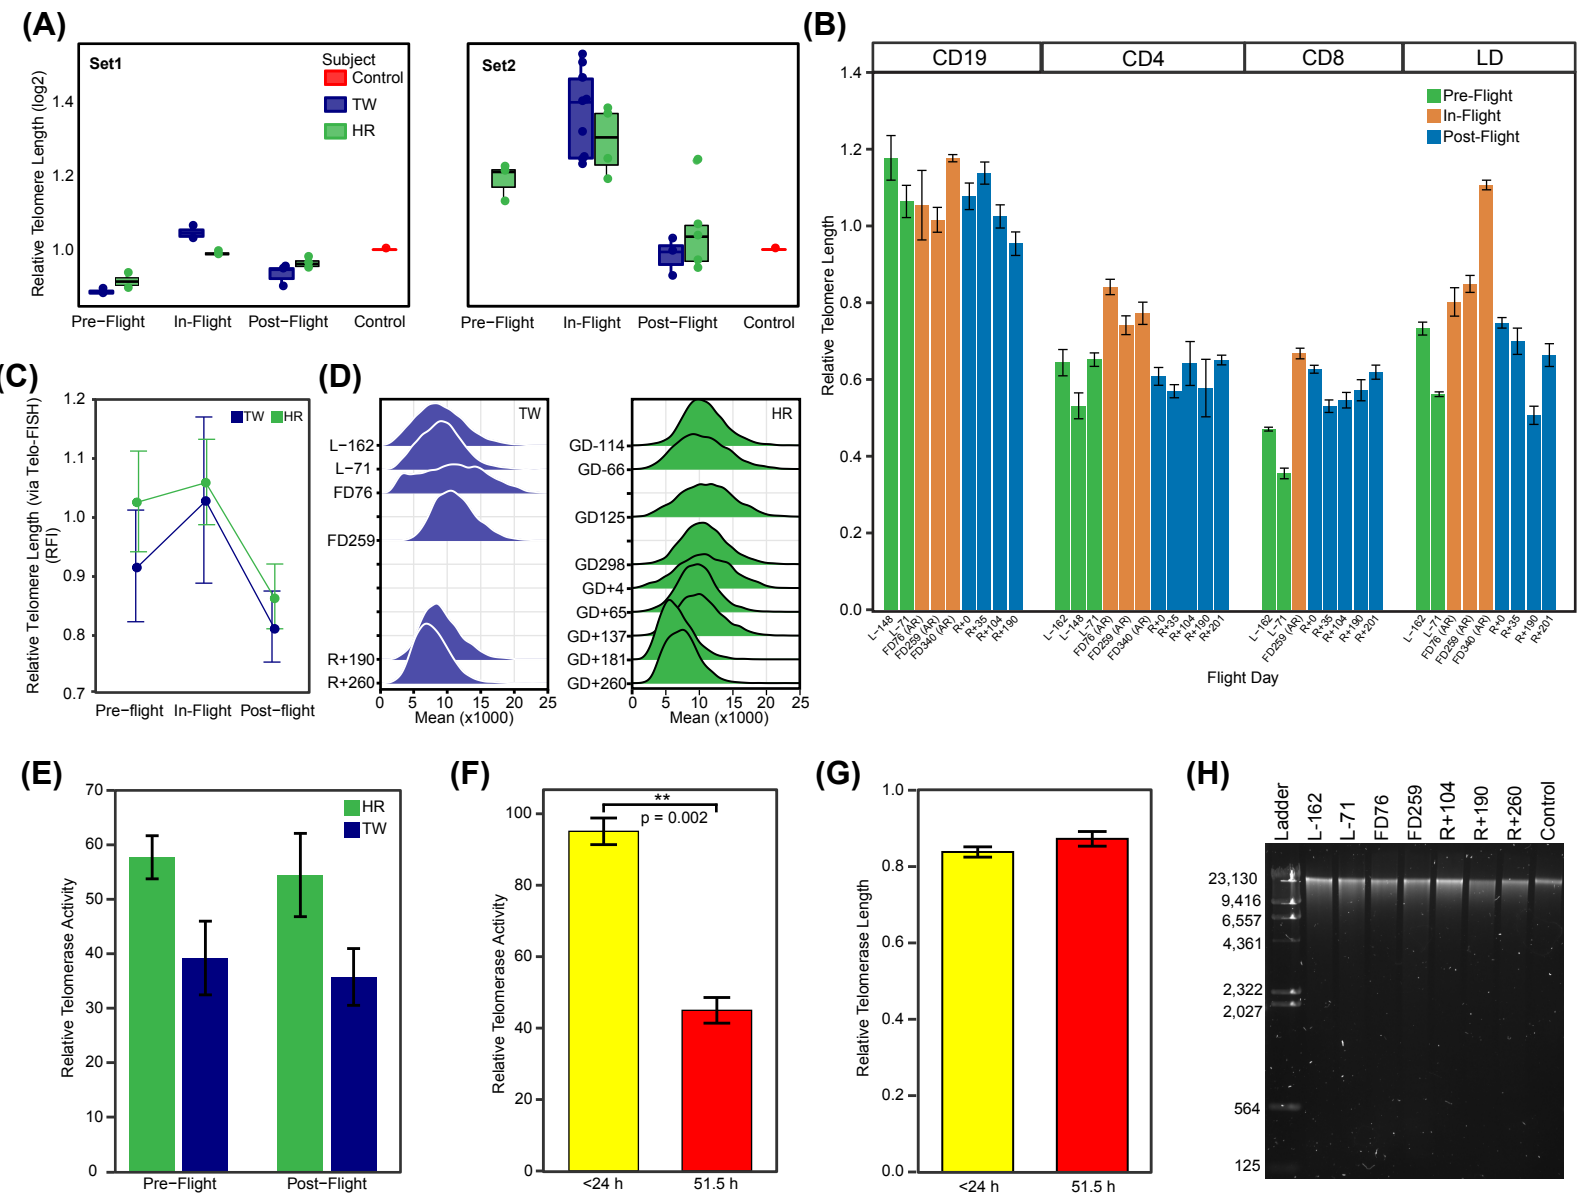 (A)
Set1
Subject
Control
TW
HR
Relative Telomere Length (log2)
1.4
1.2
1.0
Pre−Flight
In−Flight
Post−Flight
Control
Set2
Pre−Flight
In−Flight
Post−Flight
Control
(B)
CD19
CD4
CD8
LD
Pre-Flight
In-Flight
Post-Flight
Relative Telomere Length
1.4
1.2
1.0
0.8
0.6
0.4
0.2
0.0
L−148
L−71
FD76 (AR)
FD259 (AR)
FD340 (AR)
R+0
R+35
R+104
R+190
L−162
L−148
L−71
FD76 (AR)
FD259 (AR)
FD340 (AR)
R+0
R+35
R+104
R+190
R+201
L−162
L−71
FD259 (AR)
R+0
R+35
R+104
R+190
R+201
L−162
L−71
FD76 (AR)
FD259 (AR)
FD340 (AR)
R+0
R+35
R+190
R+201
Flight Day
(C)
Relative Telomere Length (via Telo-FISH)
(RFI)
1.2
1.1
1.0
0.9
0.8
0.7
TW
HR
Pre−flight
In−Flight
Post−flight
(D)
TW
L−162
L−71
FD76
FD259
R+190
R+260
0
5
10
15
20
25
Mean (x1000)
HR
GD-114
GD-66
GD125
GD298
GD+4
GD+65
GD+137
GD+181
GD+260
0
5
10
15
20
25
Mean (x1000)
(E)
Relative Telomerase Activity
70
60
50
40
30
20
10
0
HR
TW
Pre−Flight
Post−Flight
(F)
Relative Telomerase Activity
100
80
60
40
20
0
**
p = 0.002
<24 h
51.5 h
(G)
Relative Telomerase Length
1.0
0.8
0.6
0.4
0.2
0.0
<24 h
51.5 h
(H)
Ladder
L-162
L-71
FD76
FD259
R+104
R+190
R+260
Control
23,130
9,416
6,557
4,361
2,322
2,027
564
125